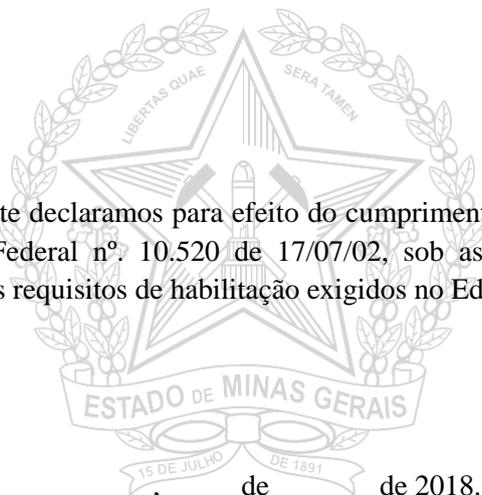 LIBERTAS QUAE SERA TAMEN
te declaramos para efeito do cumpriment
Federal nº. 10.520 de 17/07/02, sob as
s requisitos de habilitação exigidos no Ed
ESTADO DE MINAS GERAIS
15 DE JULHO DE 1891
, de de 2018.